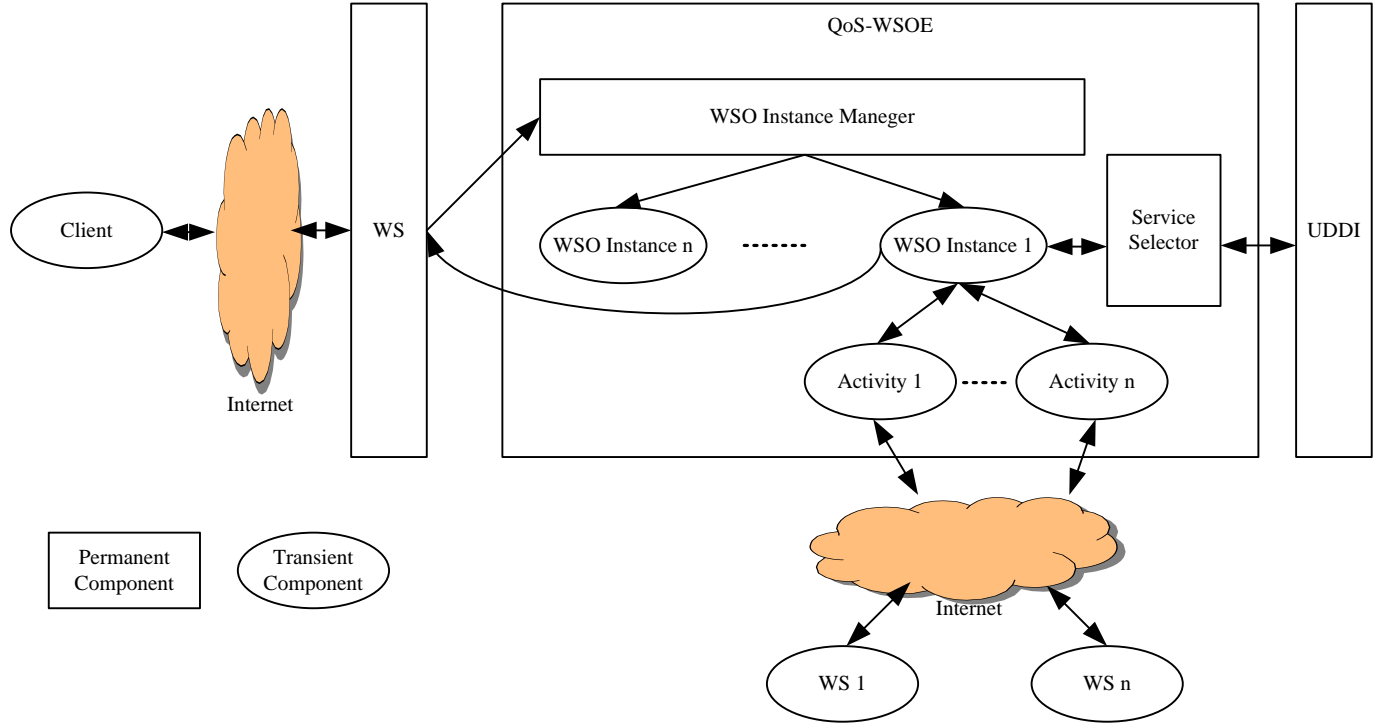 QoS-WSOE
WSO Instance Maneger
Client
WS
WSO Instance n
WSO Instance 1
Service
Selector
UDDI
Activity 1
Activity n
Internet
Permanent
Component
Transient
Component
Internet
WS 1
WS n